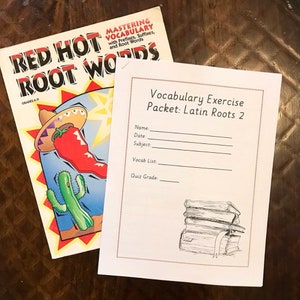 RED HOT
ROOT WORDS
MASTERING
VOCABULARY
with Prefixes, Suffixes,
and Root Words
Vocabulary Exercise
Packet: Latin Roots 2
Name:
Date:
Subject:
Vocab List:
Quiz Grade: